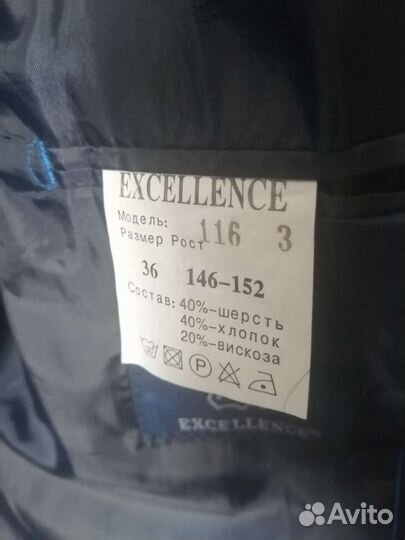 EXCELLENCE
Модель: 116 3
Размер Рост
36 146-152
Состав: 40%-шерсть
40%-хлопок
20%-вискоза
P
EXCELLENCE
Avito